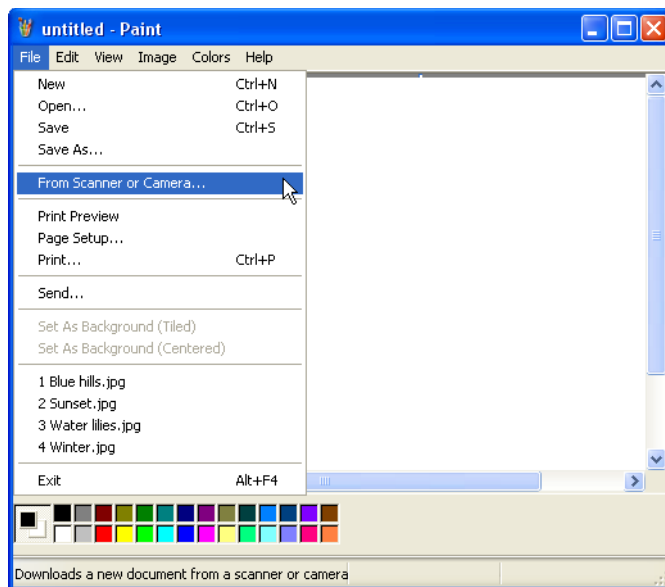 untitled - Paint
File Edit View Image Colors Help
New Ctrl+N
Open... Ctrl+O
Save Ctrl+S
Save As...
From Scanner or Camera...
Print Preview
Page Setup...
Print... Ctrl+P
Send...
Set As Background (Tiled)
Set As Background (Centered)
1 Blue hills.jpg
2 Sunset.jpg
3 Water lilies.jpg
4 Winter.jpg
Exit Alt+F4
Downloads a new document from a scanner or camera